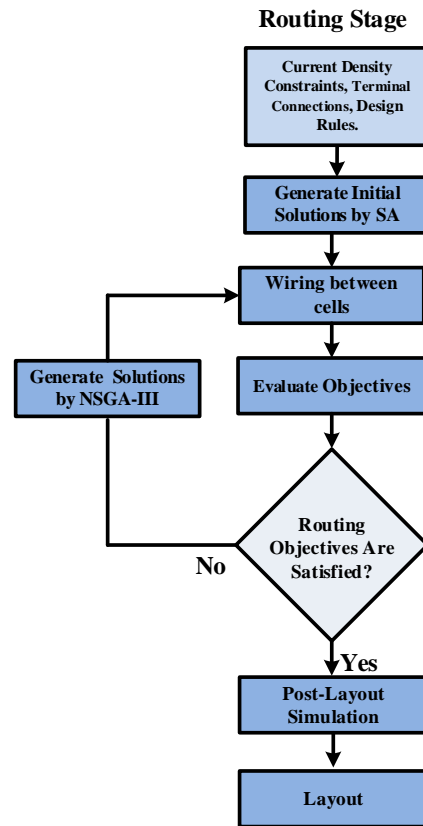 Routing Stage
Current Density
Constraints, Terminal
Connections, Design
Rules.
Generate Initial
Solutions by SA
Wiring between
cells
Generate Solutions
by NSGA-III
Evaluate Objectives
Routing
Objectives Are
Satisfied?
No
Yes
Post-Layout
Simulation
Layout